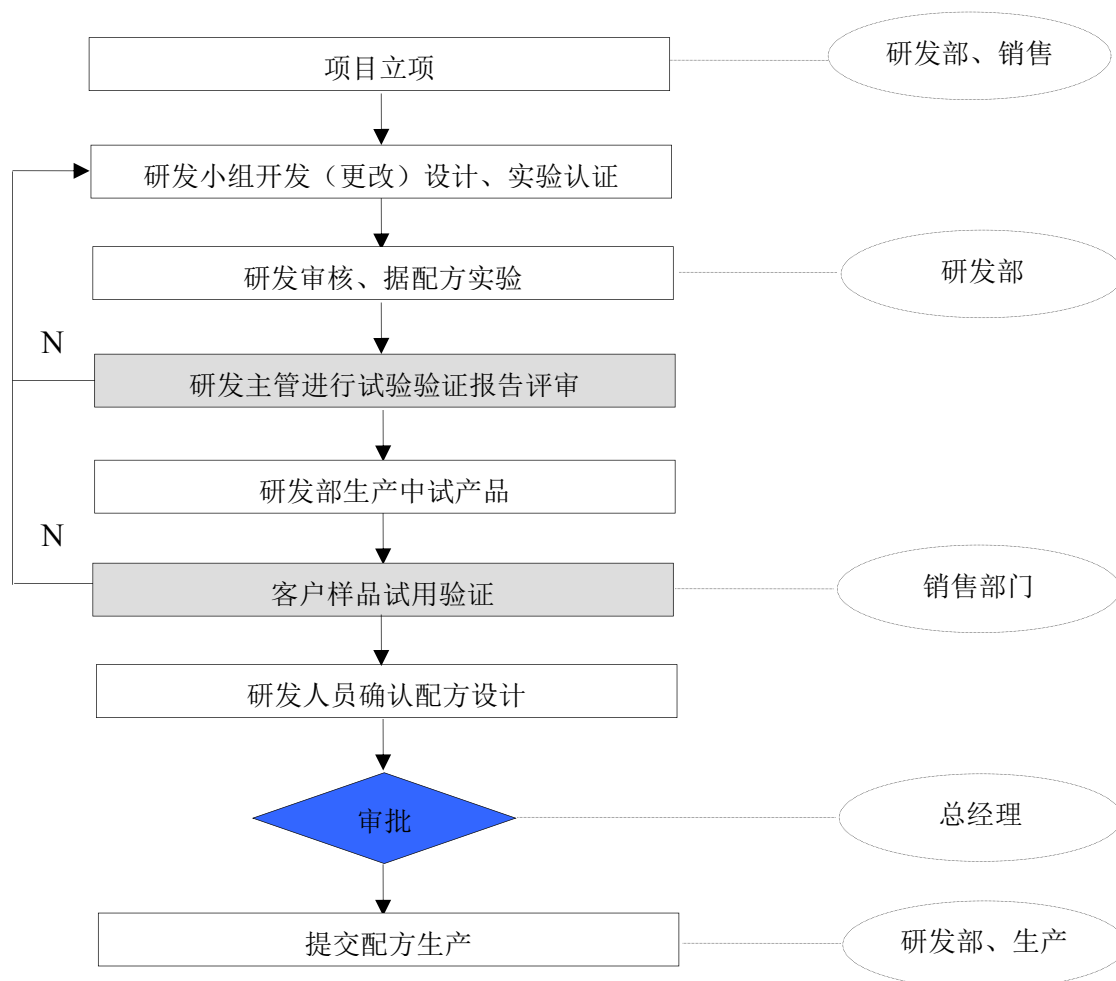 项目立项
研发部、销售
研发小组开发（更改）设计、实验认证
研发审核、据配方实验
研发部
N
研发主管进行试验验证报告评审
研发部生产中试产品
N
客户样品试用验证
销售部门
研发人员确认配方设计
审批
总经理
提交配方生产
研发部、生产